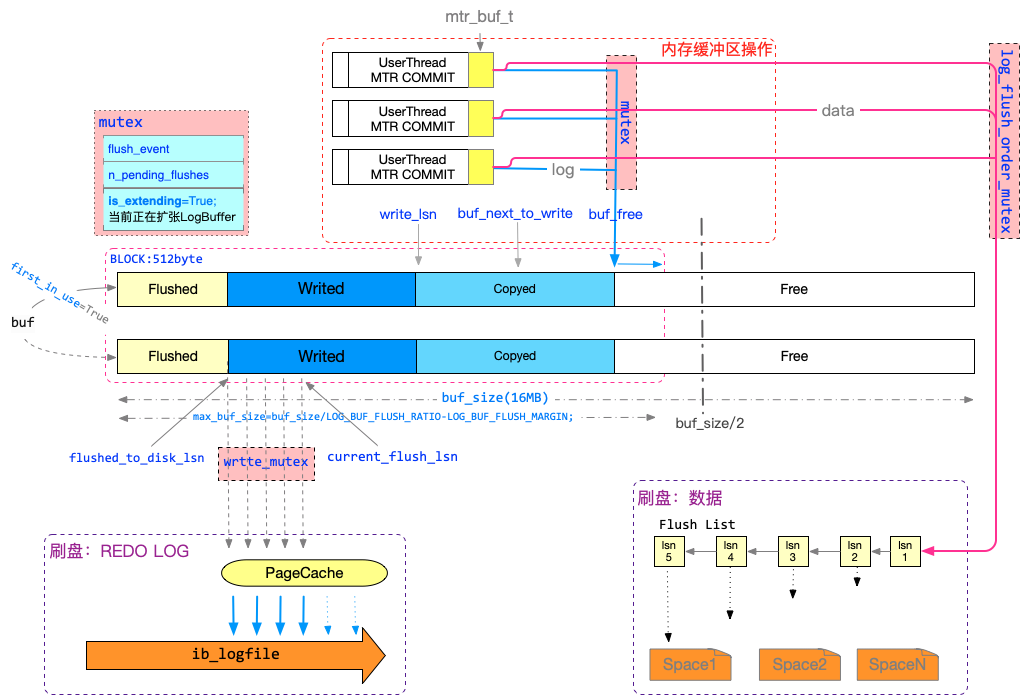 mtr_buf_t
内存缓冲区操作
UserThread
MTR COMMIT
UserThread
MTR COMMIT
UserThread
MTR COMMIT
mutex
data
log
log_flush_order_mutex
mutex
flush_event
n_pending_flushes
is_extending=True;
当前正在扩张LogBuffer
write_lsn
buf_next_to_write
buf_free
BLOCK:512byte
first_in_use=True
buf
Flushed
Writed
Copyed
Free
Flushed
Writed
Copyed
Free
buf_size(16MB)
max_buf_size=buf_size/LOG_BUF_FLUSH_RATIO-LOG_BUF_FLUSH_MARGIN;
buf_size/2
flushed_to_disk_lsn
wrtte_mutex
current_flush_lsn
刷盘：REDO LOG
PageCache
ib_logfile
刷盘：数据
Flush List
lsn
5
lsn
4
lsn
3
lsn
2
lsn
1
Space1
Space2
SpaceN